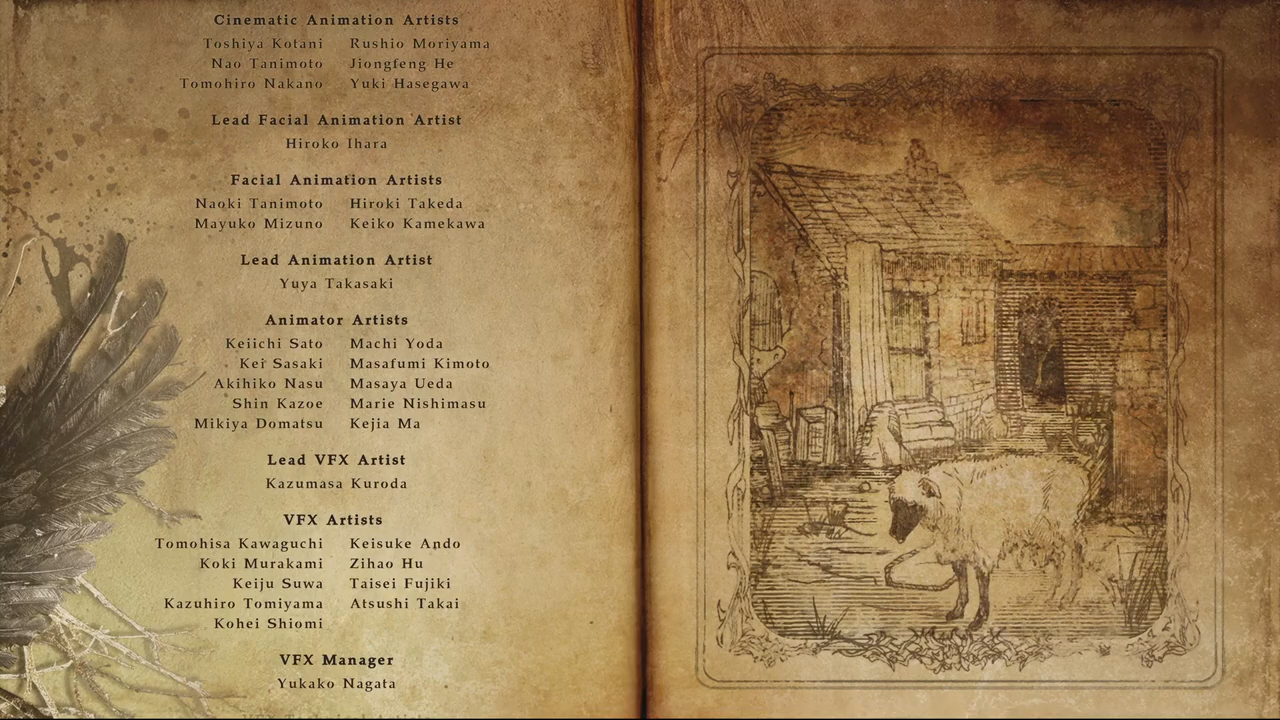 Cinematic Animation Artists
Toshiya Kotani Rushio Moriyama
Nao Tanimoto Jiongfeng He
Tomohiro Nakano Yuki Hasegawa
Lead Facial Animation Artist
Hiroko Ihara
Facial Animation Artists
Naoki Tanimoto Hiroki Takeda
Mayuko Mizuno Keiko Kamekawa
Lead Animation Artist
Yuya Takasaki
Animator Artists
Keiichi Sato Machi Yoda
Kei Sasaki Masafumi Kimoto
Akihiko Nasu Masaya Ueda
Shin Kazoe Marie Nishimasu
Mikiya Domatsu Kejia Ma
Lead VFX Artist
Kazumasa Kuroda
VFX Artists
Tomohisa Kawaguchi Keisuke Ando
Koki Murakami Zihao Hu
Keiju Suwa Taisei Fujiki
Kazuhiro Tomiyama Atsushi Takai
Kohei Shiomi
VFX Manager
Yukako Nagata